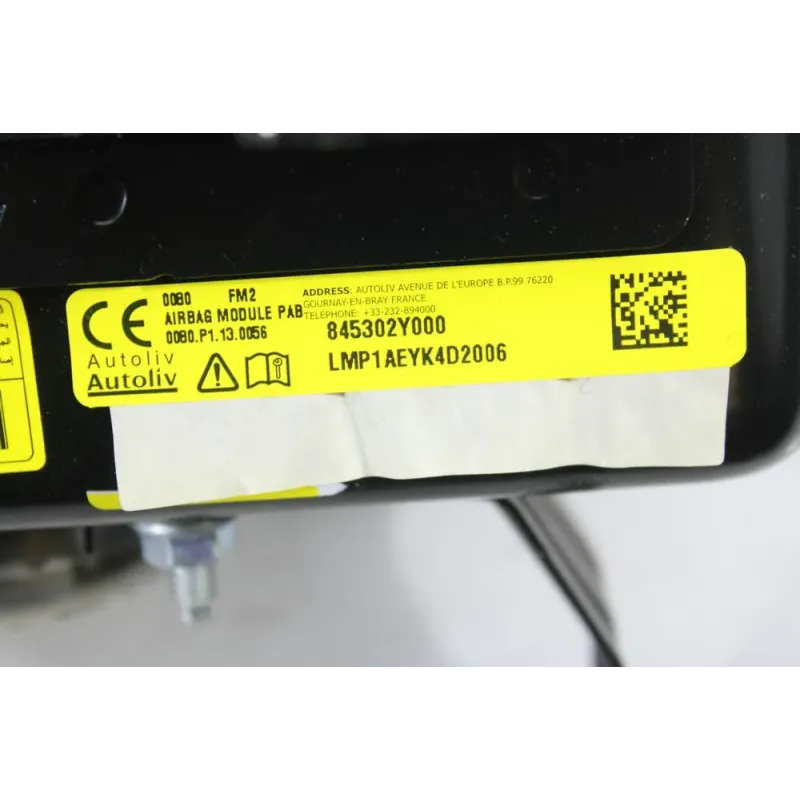 CE
0080 FM2
AIRBAG MODULE PAB
0080.P1.13.0056
Autoliv
Autoliv
ADDRESS: AUTOLIV AVENUE DE L'EUROPE B.P.99 76220
GOURNAY-EN-BRAY FRANCE
TELEPHONE: +33-232-894000
845302Y000
LMP1AEYK4D2006